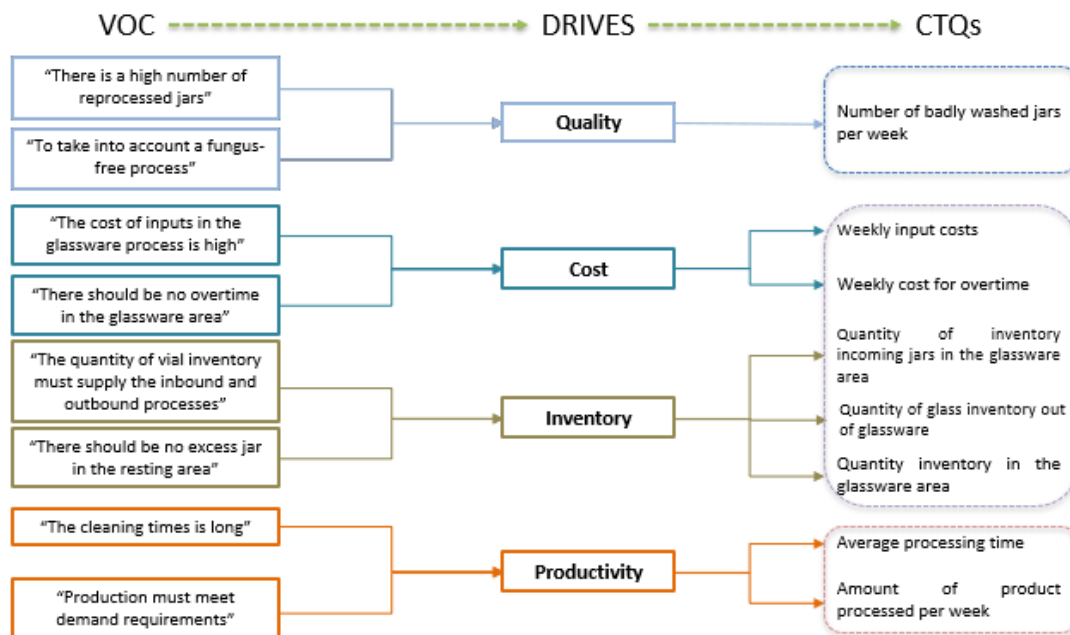 VOC
DRIVES
CTQs
“There is a high number of
reprocessed jars”
“To take into account a fungus-
free process”
Quality
Number of badly washed jars
per week
“The cost of inputs in the
glassware process is high”
“There should be no overtime
in the glassware area”
Cost
Weekly input costs
Weekly cost for overtime
“The quantity of vial inventory
must supply the inbound and
outbound processes”
“There should be no excess jar
in the resting area”
Inventory
Quantity of inventory
incoming jars in the glassware
area
Quantity of glass inventory out
of glassware
Quantity inventory in the
glassware area
“The cleaning times is long”
“Production must meet
demand requirements”
Productivity
Average processing time
Amount of product
processed per week